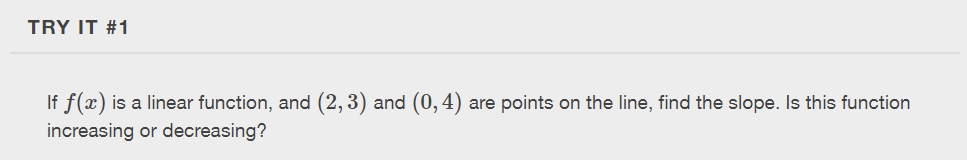 TRY IT #1
If f(x) is a linear function, and (2, 3) and (0, 4) are points on the line, find the slope. Is this function
increasing or decreasing?